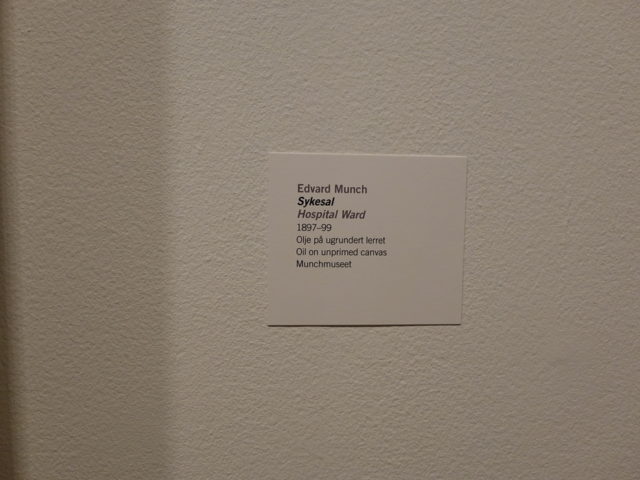 Edvard Munch
Sykesal
Hospital Ward
1897–99
Olje på ugrundert lerret
Oil on unprimed canvas
Munchmuseet